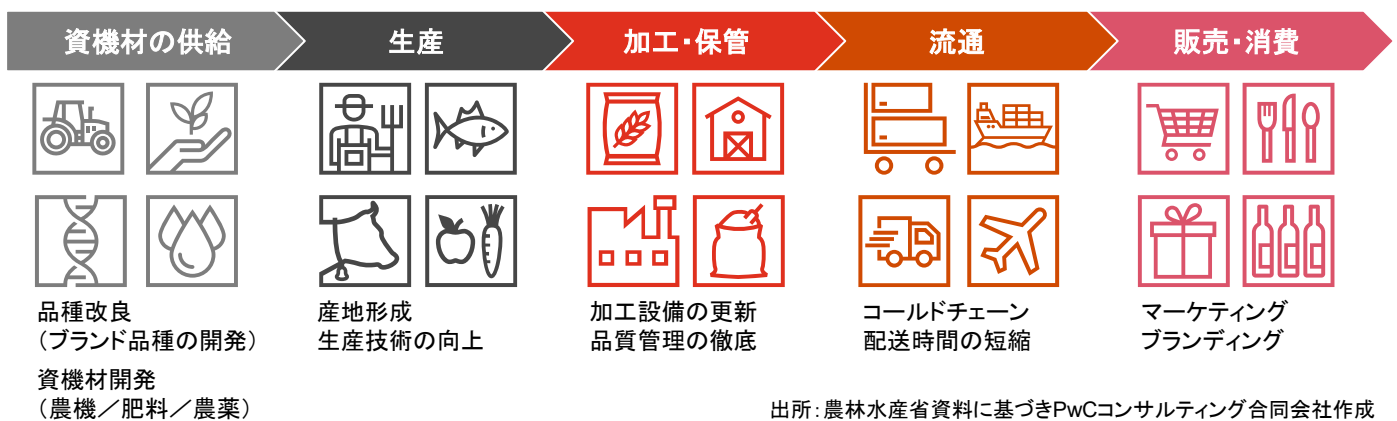 資機材の供給
生産
加工・保管
流通
販売・消費
品種改良
（ブランド品種の開発）
資機材開発
（農機／肥料／農薬）
産地形成
生産技術の向上
加工設備の更新
品質管理の徹底
コールドチェーン
配送時間の短縮
マーケティング
ブランディング
出所：農林水産省資料に基づきPwCコンサルティング合同会社作成